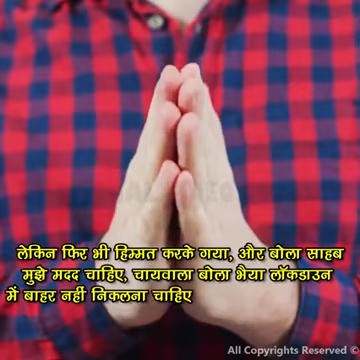 लेकिन फिर भी हिम्मत करके गया, और बोला साहब
मुझे मदद चाहिए, चायवाला बोला भैया लॉकडाउन
में बाहर नहीं निकलना चाहिए
All Copyrights Reserved ©